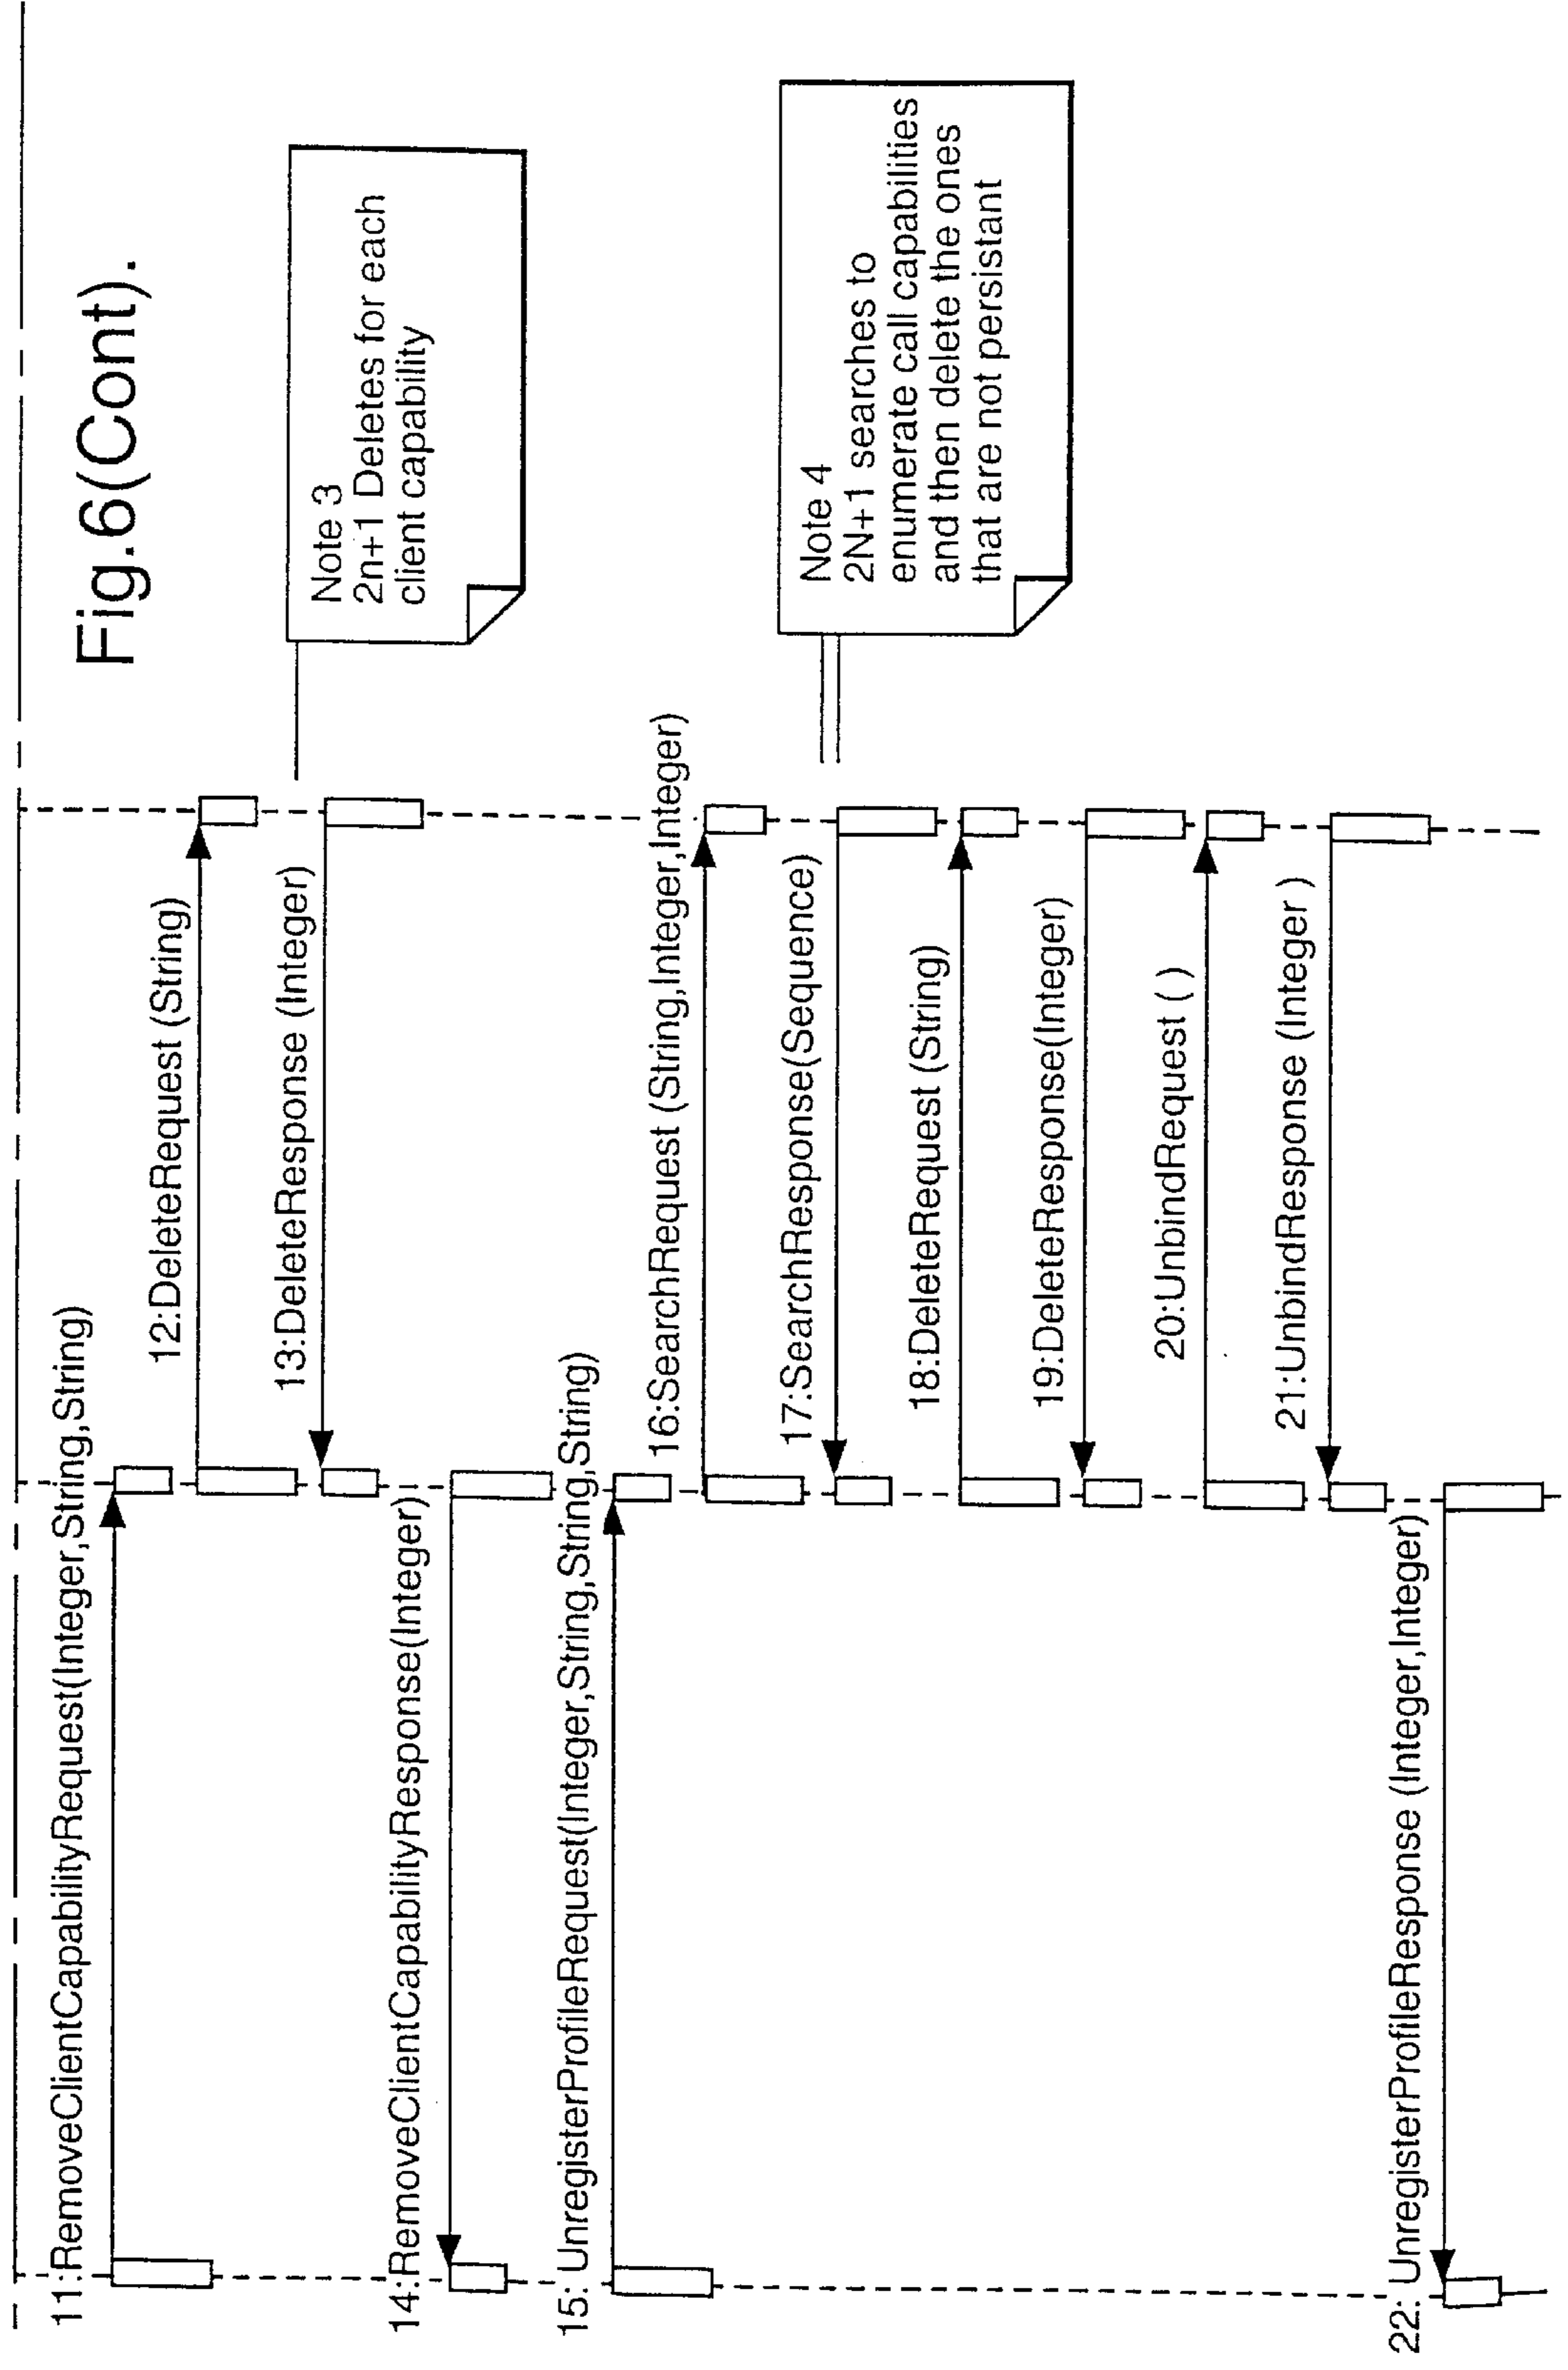 Fig.6(Cont).
11:RemoveClientCapabilityRequest(Integer,String,String)
12:DeleteRequest (String)
13:DeleteResponse (Integer)
Note 3
2n+1 Deletes for each
client capability
14:RemoveClientCapabilityResponse(Integer)
15: UnregisterProfileRequest(Integer,String,String,String)
16:SearchRequest (String,Integer,Integer)
17:SearchResponse(Sequence)
Note 4
2N+1 searches to
enumerate call capabilities
and then delete the ones
that are not persistant
18:DeleteRequest (String)
19:DeleteResponse(Integer)
20:UnbindRequest ( )
21:UnbindResponse (Integer )
22: UnregisterProfileResponse (Integer,Integer)